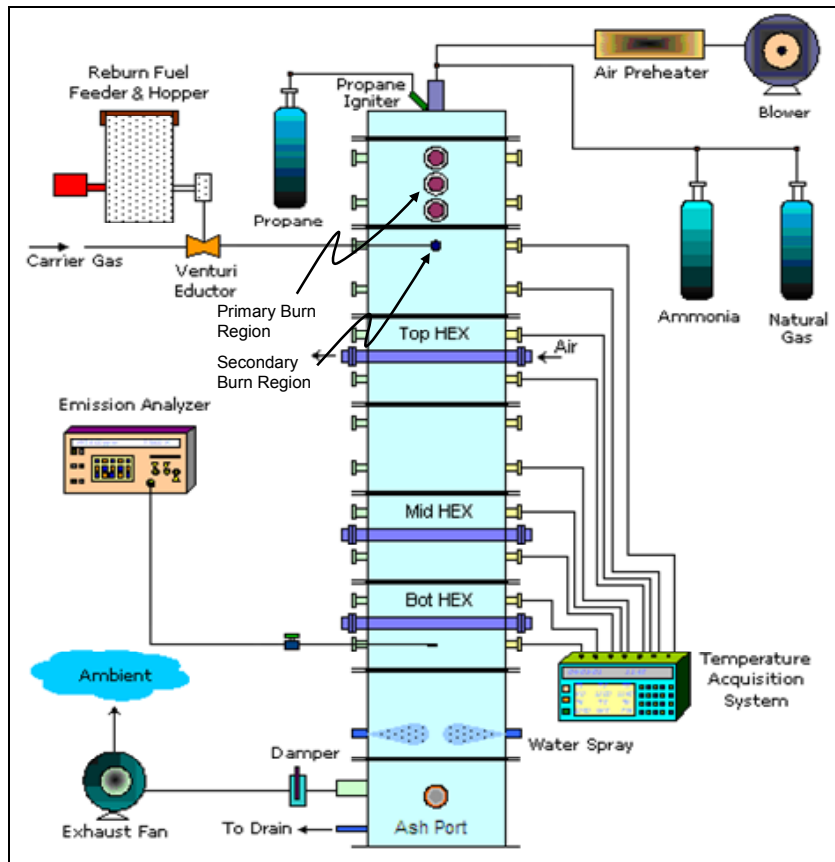 Reburn Fuel
Feeder & Hopper
Propane
Igniter
Air Preheater
Blower
Propane
Carrier Gas
Venturi
Eductor
Primary Burn
Region
Secondary
Burn Region
Ammonia
Natural
Gas
Top HEX
Air
Emission Analyzer
Mid HEX
Bot HEX
Ambient
Temperature
Acquisition
System
Water Spray
Damper
Exhaust Fan
To Drain
Ash Port